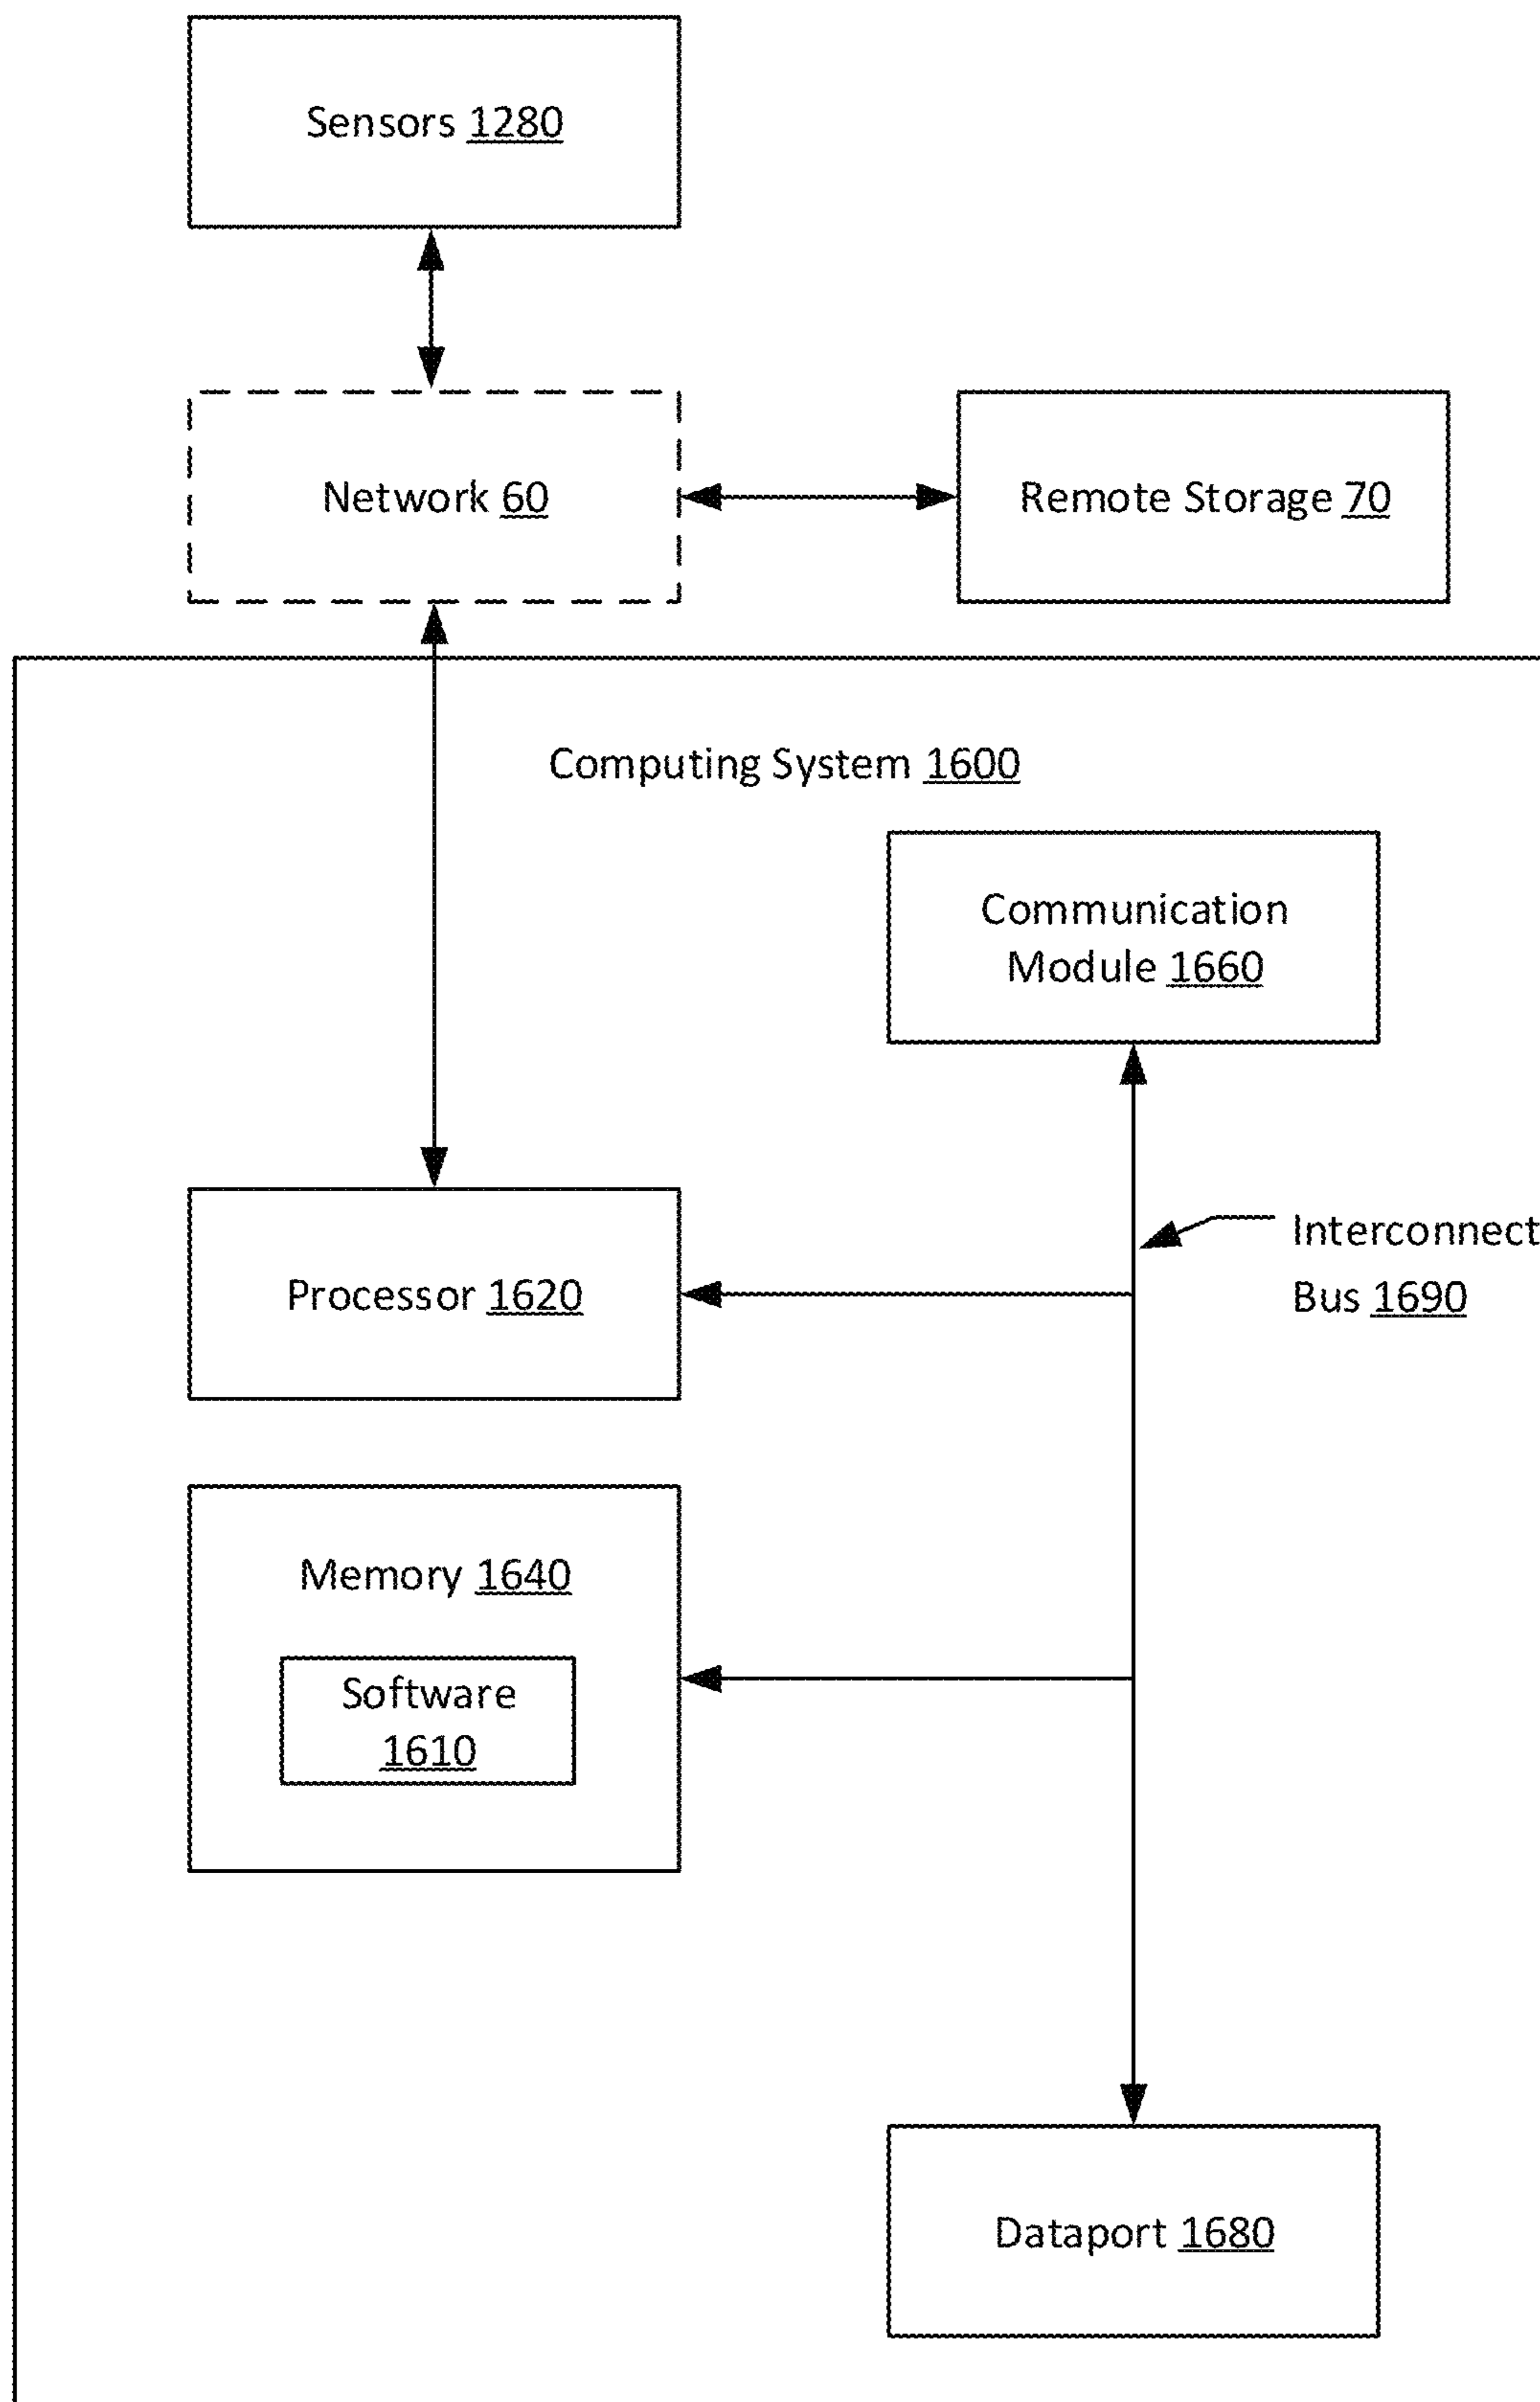 Sensors 1280
Network 60
Remote Storage 70
Computing System 1600
Communication
Module 1660
Interconnect
Bus 1690
Processor 1620
Memory 1640
Software
1610
Dataport 1680